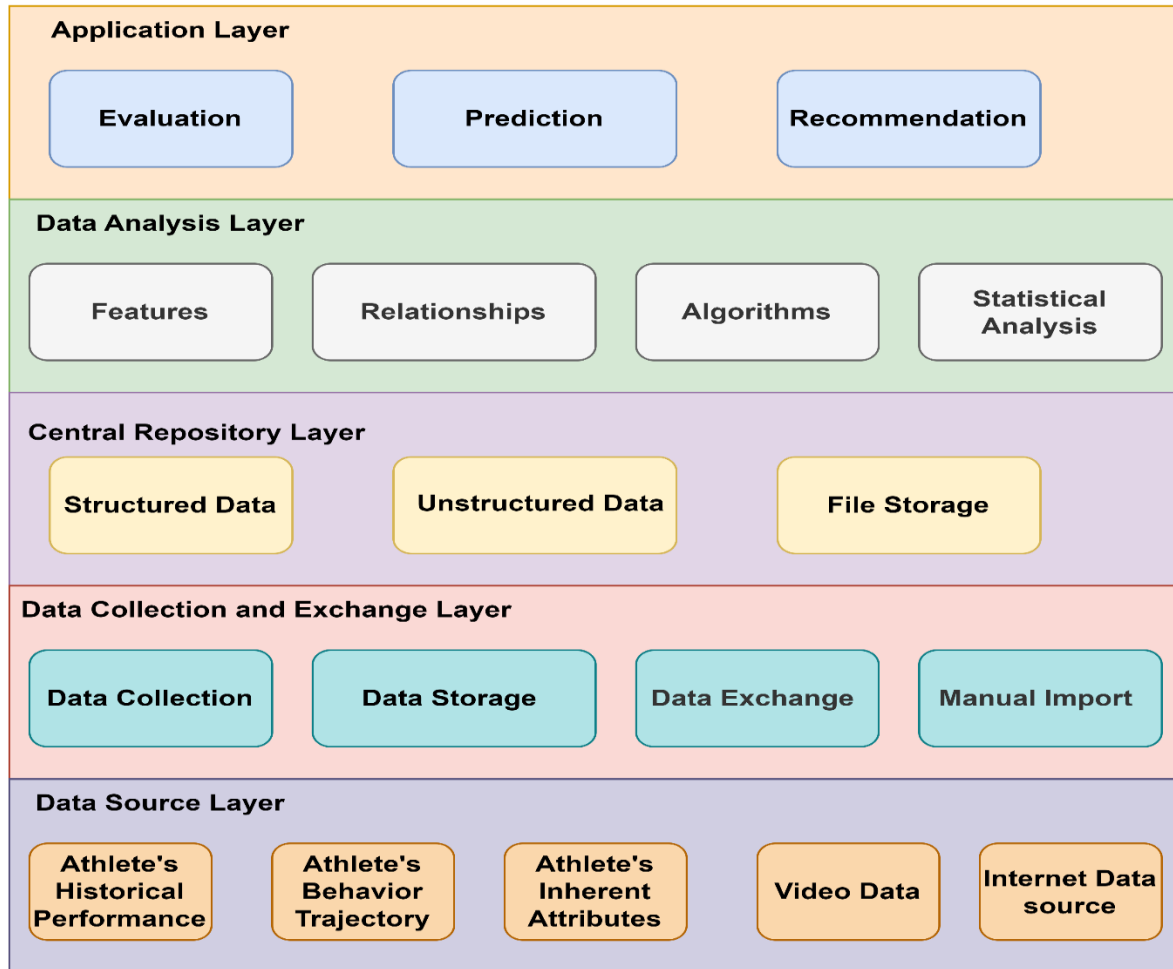 Application Layer
Evaluation
Prediction
Recommendation
Data Analysis Layer
Features
Relationships
Algorithms
Statistical
Analysis
Central Repository Layer
Structured Data
Unstructured Data
File Storage
Data Collection and Exchange Layer
Data Collection
Data Storage
Data Exchange
Manual Import
Data Source Layer
Athlete's
Historical
Performance
Athlete's
Behavior
Trajectory
Athlete's
Inherent
Attributes
Video Data
Internet Data
source